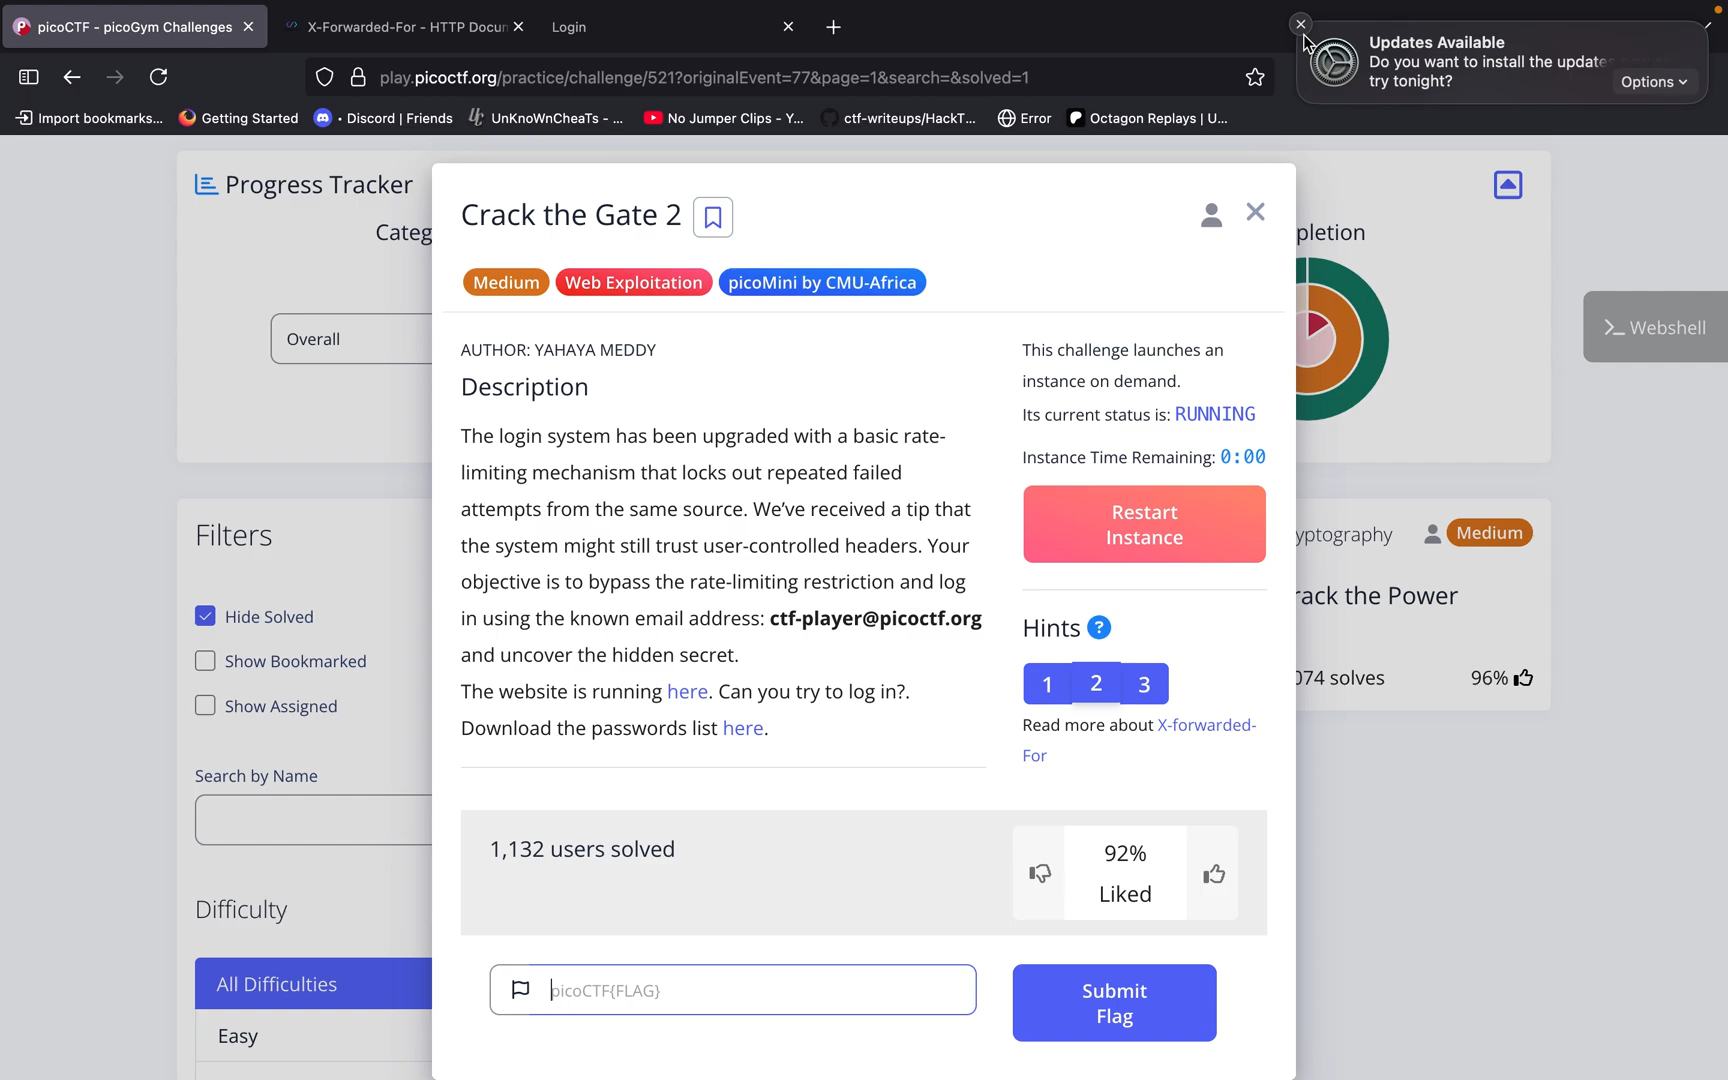 picoCTF - picoGym Challenges
X-Forwarded-For - HTTP Docur
Login
Updates Available
Do you want to install the update
try tonight?
Options
play.picoctf.org/practice/challenge/521?originalEvent=77&page=1&search=&solved=1
Import bookmarks...
Getting Started
• Discord | Friends
UnKnoWnCheaTs - ...
No Jumper Clips - Y...
ctf-writeups/HackT...
Error
Octagon Replays | U...
Progress Tracker
Categ
pletion
Overall
Webshell
Crack the Gate 2
Medium
Web Exploitation
picoMini by CMU-Africa
AUTHOR: YAHAYA MEDDY
Description
The login system has been upgraded with a basic rate-
limiting mechanism that locks out repeated failed
attempts from the same source. We’ve received a tip that
the system might still trust user-controlled headers. Your
objective is to bypass the rate-limiting restriction and log
in using the known email address: ctf-player@picoctf.org
and uncover the hidden secret.
The website is running here. Can you try to log in?.
Download the passwords list here.
This challenge launches an
instance on demand.
Its current status is: RUNNING
Instance Time Remaining: 0:00
Restart
Instance
Hints ?
1 2 3
Read more about X-forwarded-
For
1,132 users solved
92%
Liked
picoCTF{FLAG}
Submit
Flag
Filters
Hide Solved
Show Bookmarked
Show Assigned
Search by Name
Difficulty
All Difficulties
Easy
yptography
Medium
rack the Power
074 solves
96%